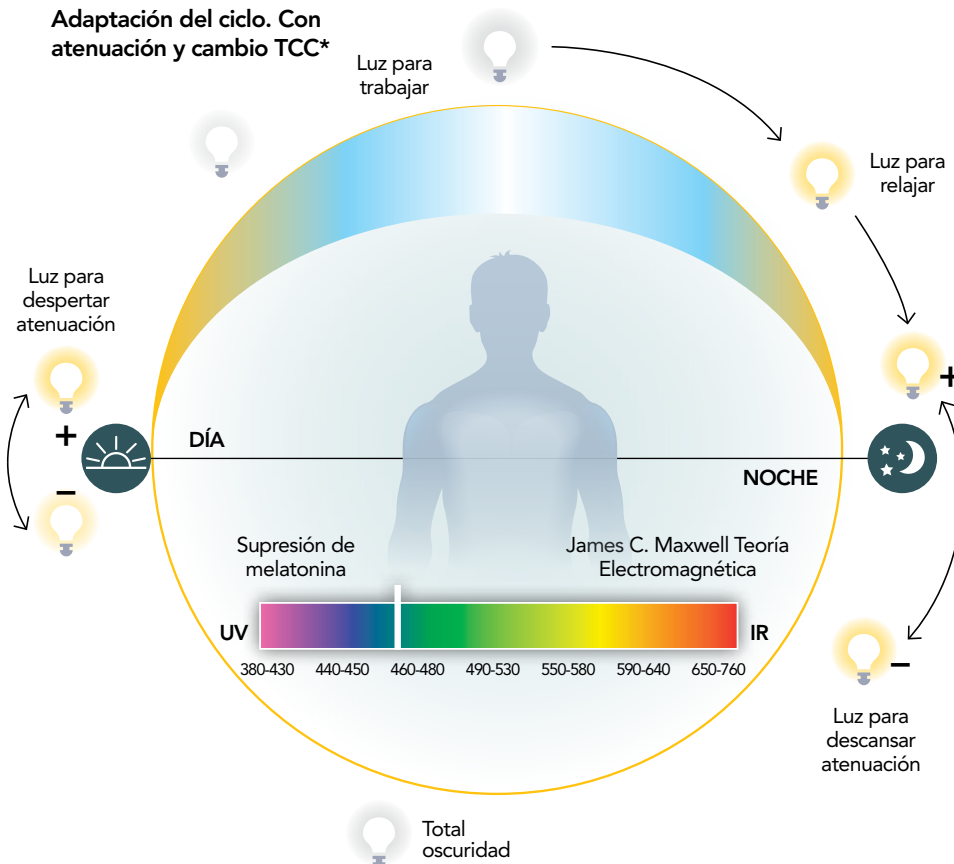 Adaptación del ciclo. Con
atenuación y cambio TCC*
Luz para
trabajar
Luz para
relajar
Luz para
despertar
atenuación
+
−
DÍA
NOCHE
+
−
Supresión de
melatonina
James C. Maxwell Teoría
Electromagnética
UV
IR
380-430 440-450 460-480 490-530 550-580 590-640 650-760
Luz para
descansar
atenuación
Total
oscuridad